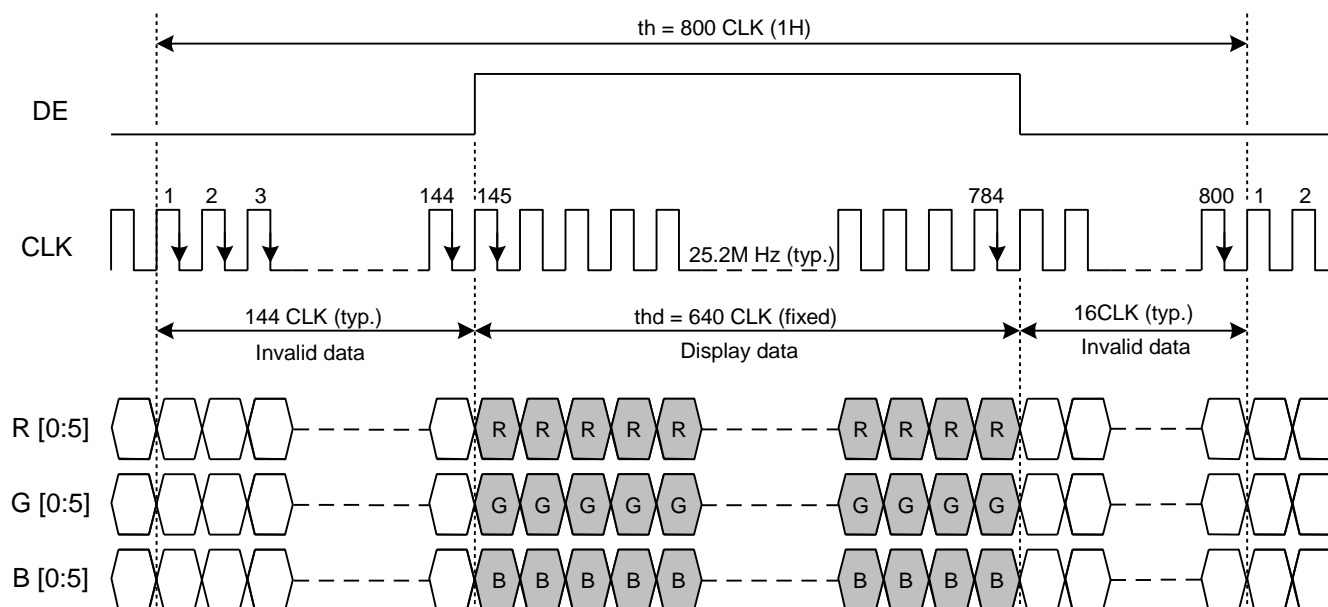 th = 800 CLK (1H)
DE
1 2 3 144 145 784 800 1 2
CLK
25.2M Hz (typ.)
144 CLK (typ.) thd = 640 CLK (fixed) 16CLK (typ.)
Invalid data Display data Invalid data
R [0:5] R R R R R R R R R
G [0:5] G G G G G G G G G
B [0:5] B B B B B B B B B